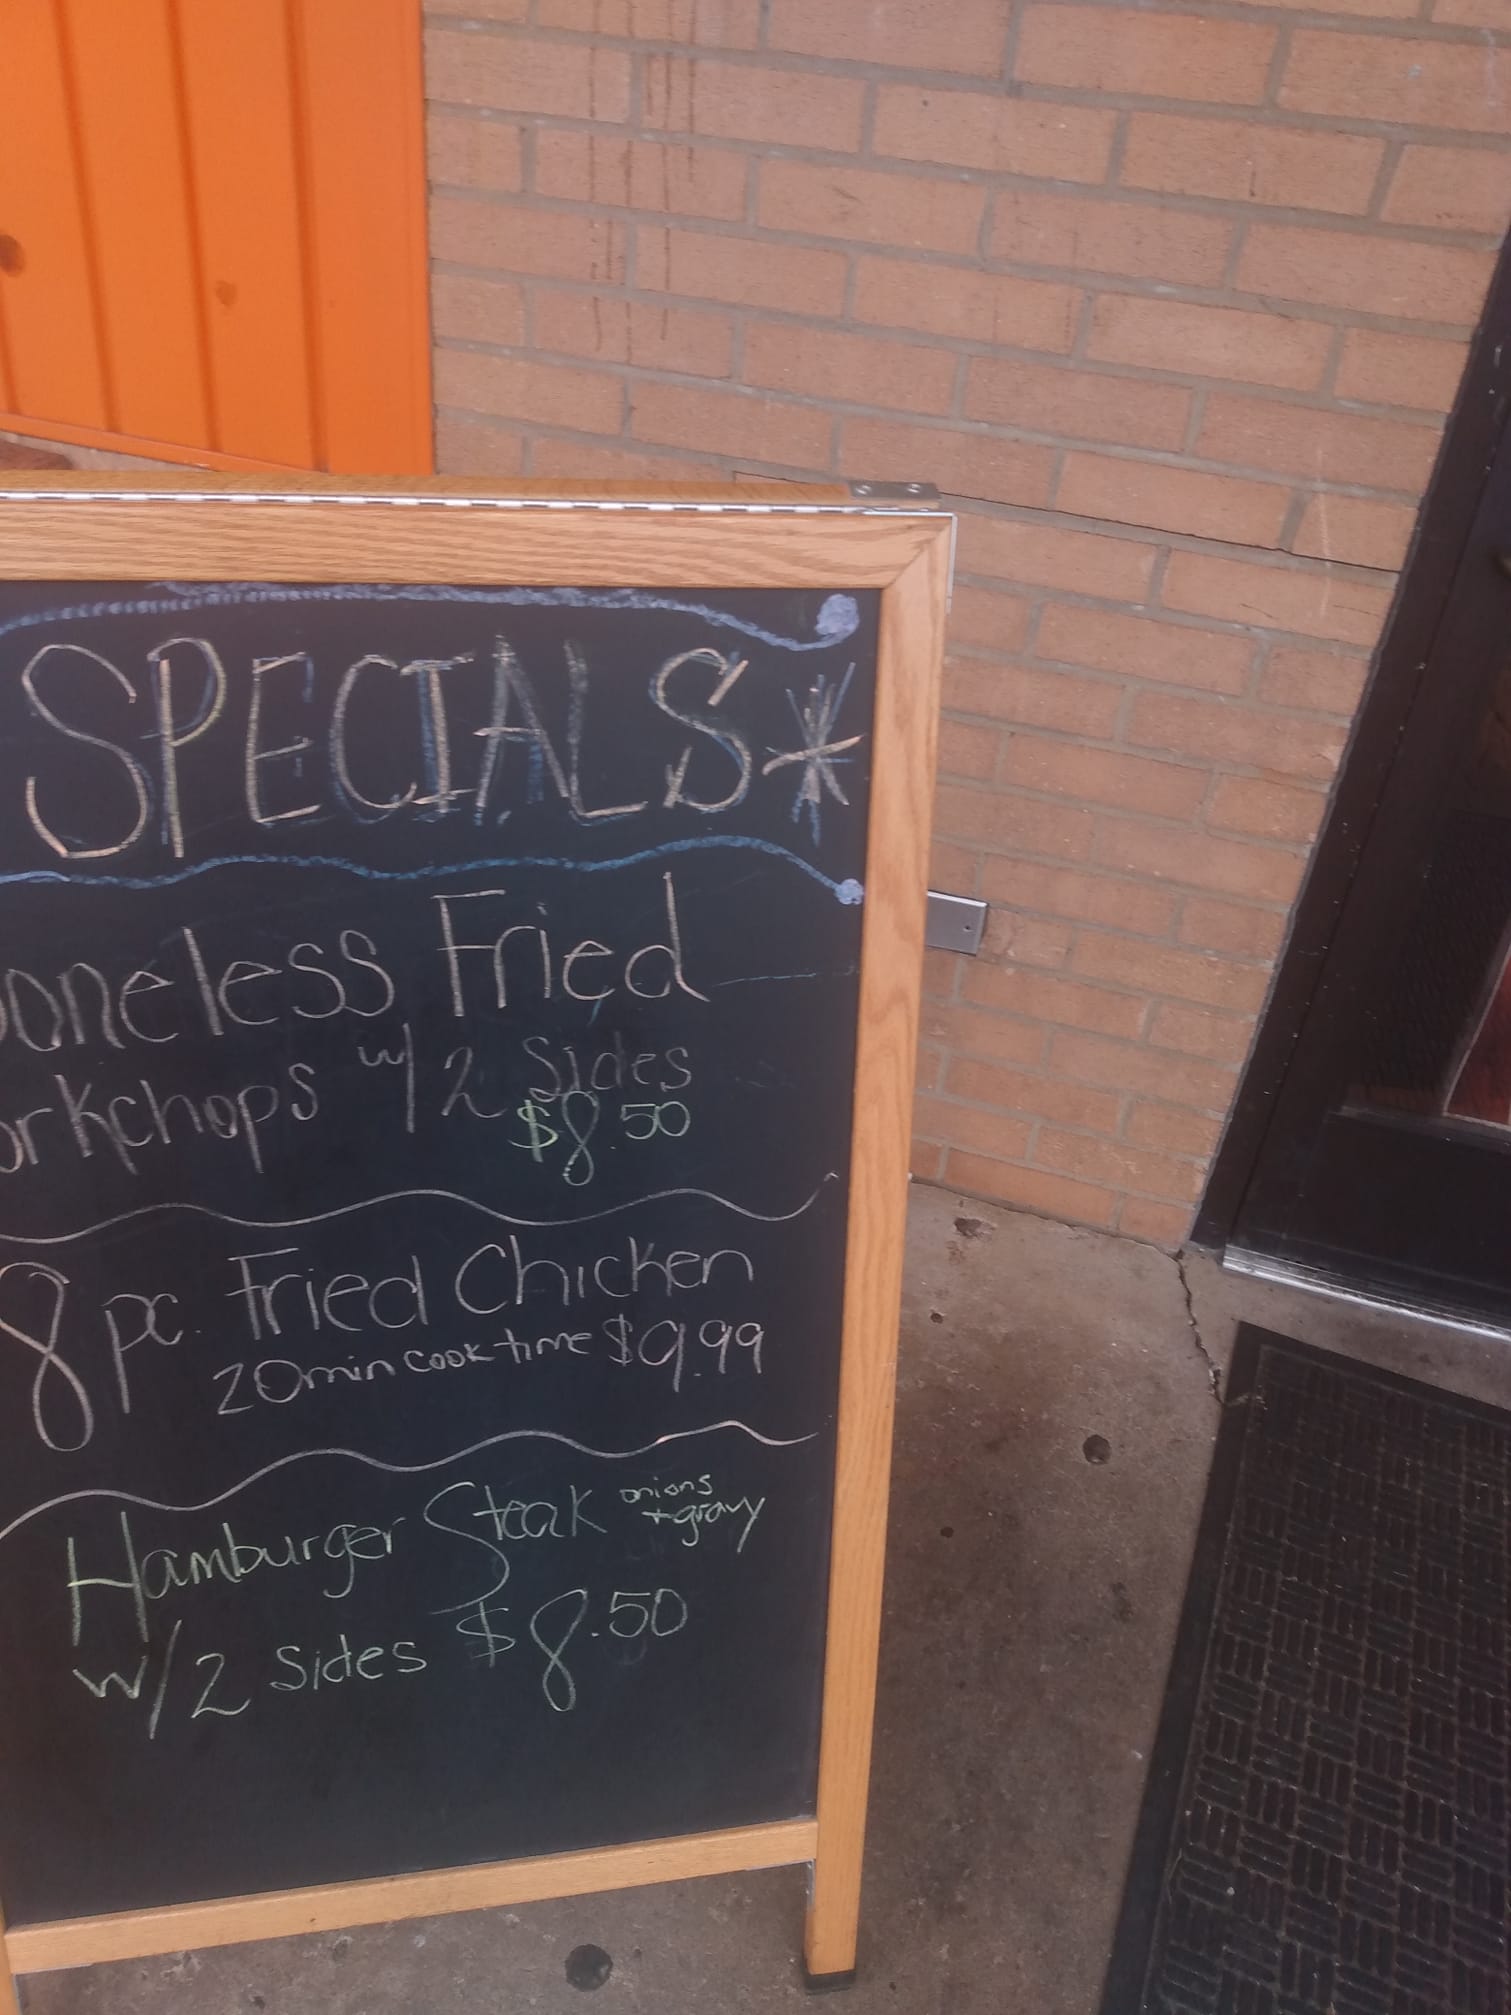 SPECIALS*
oneless Fried
orkchops w/ 2 Sides
$8.50
8 pc. Fried Chicken
20min cook time $9.99
Hamburger Steak onions
+gravy
w/2 Sides $8.50